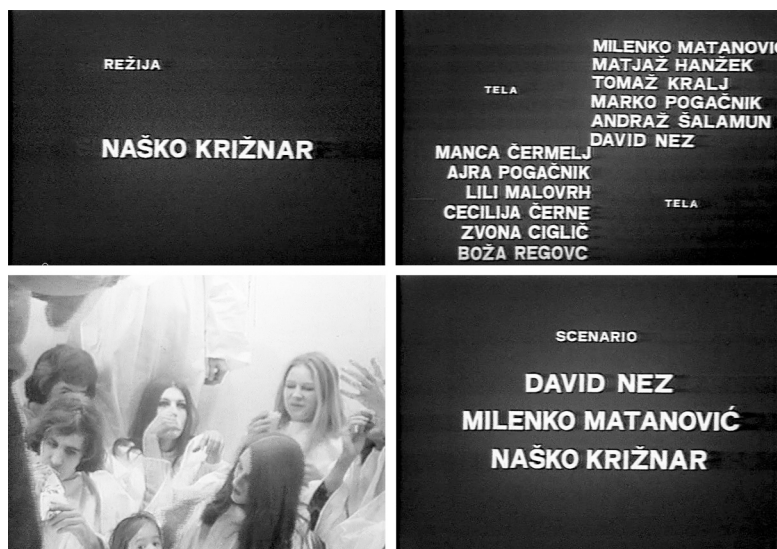 REŽIJA
NAŠKO KRIŽNAR
MILENKO MATANOVIĆ
MATJAŽ HANŽEK
TOMAŽ KRALJ
TELA
MARKO POGAČNIK
ANDRAŽ ŠALAMUN
DAVID NEZ
MANCA ČERMELJ
AJRA POGAČNIK
LILI MALOVRH
TELA
CECILIJA ČERNE
ZVONA CIGLIČ
BOŽA REGOVC
SCENARIO
DAVID NEZ
MILENKO MATANOVIĆ
NAŠKO KRIŽNAR